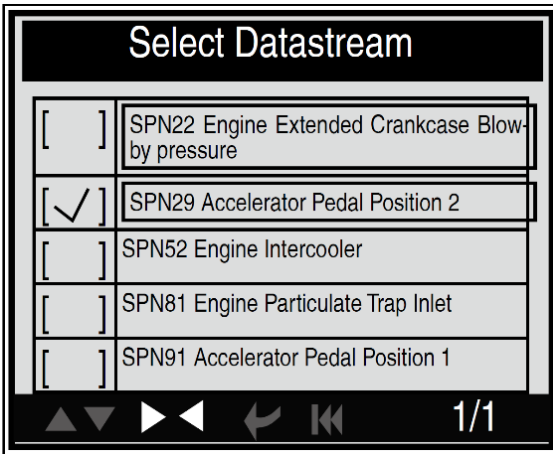 Select Datastream
[ ] SPN22 Engine Extended Crankcase Blow-
by pressure
[✓] SPN29 Accelerator Pedal Position 2
[ ] SPN52 Engine Intercooler
[ ] SPN81 Engine Particulate Trap Inlet
[ ] SPN91 Accelerator Pedal Position 1
1/1